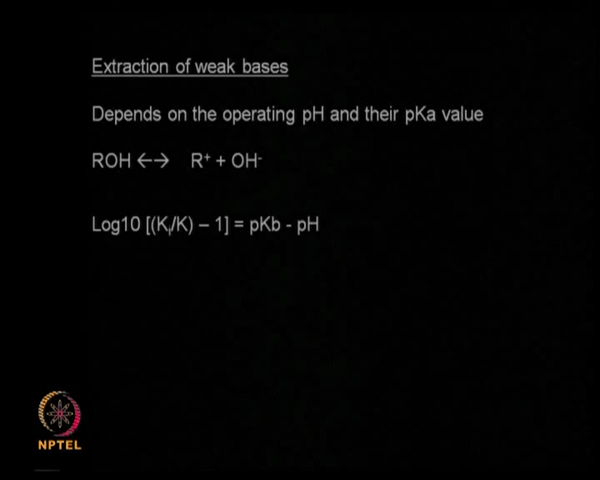 Extraction of weak bases
Depends on the operating pH and their pKa value
ROH ←→ R⁺ + OH⁻
Log10 [(Kᵢ/K) – 1] = pKb - pH
NPTEL